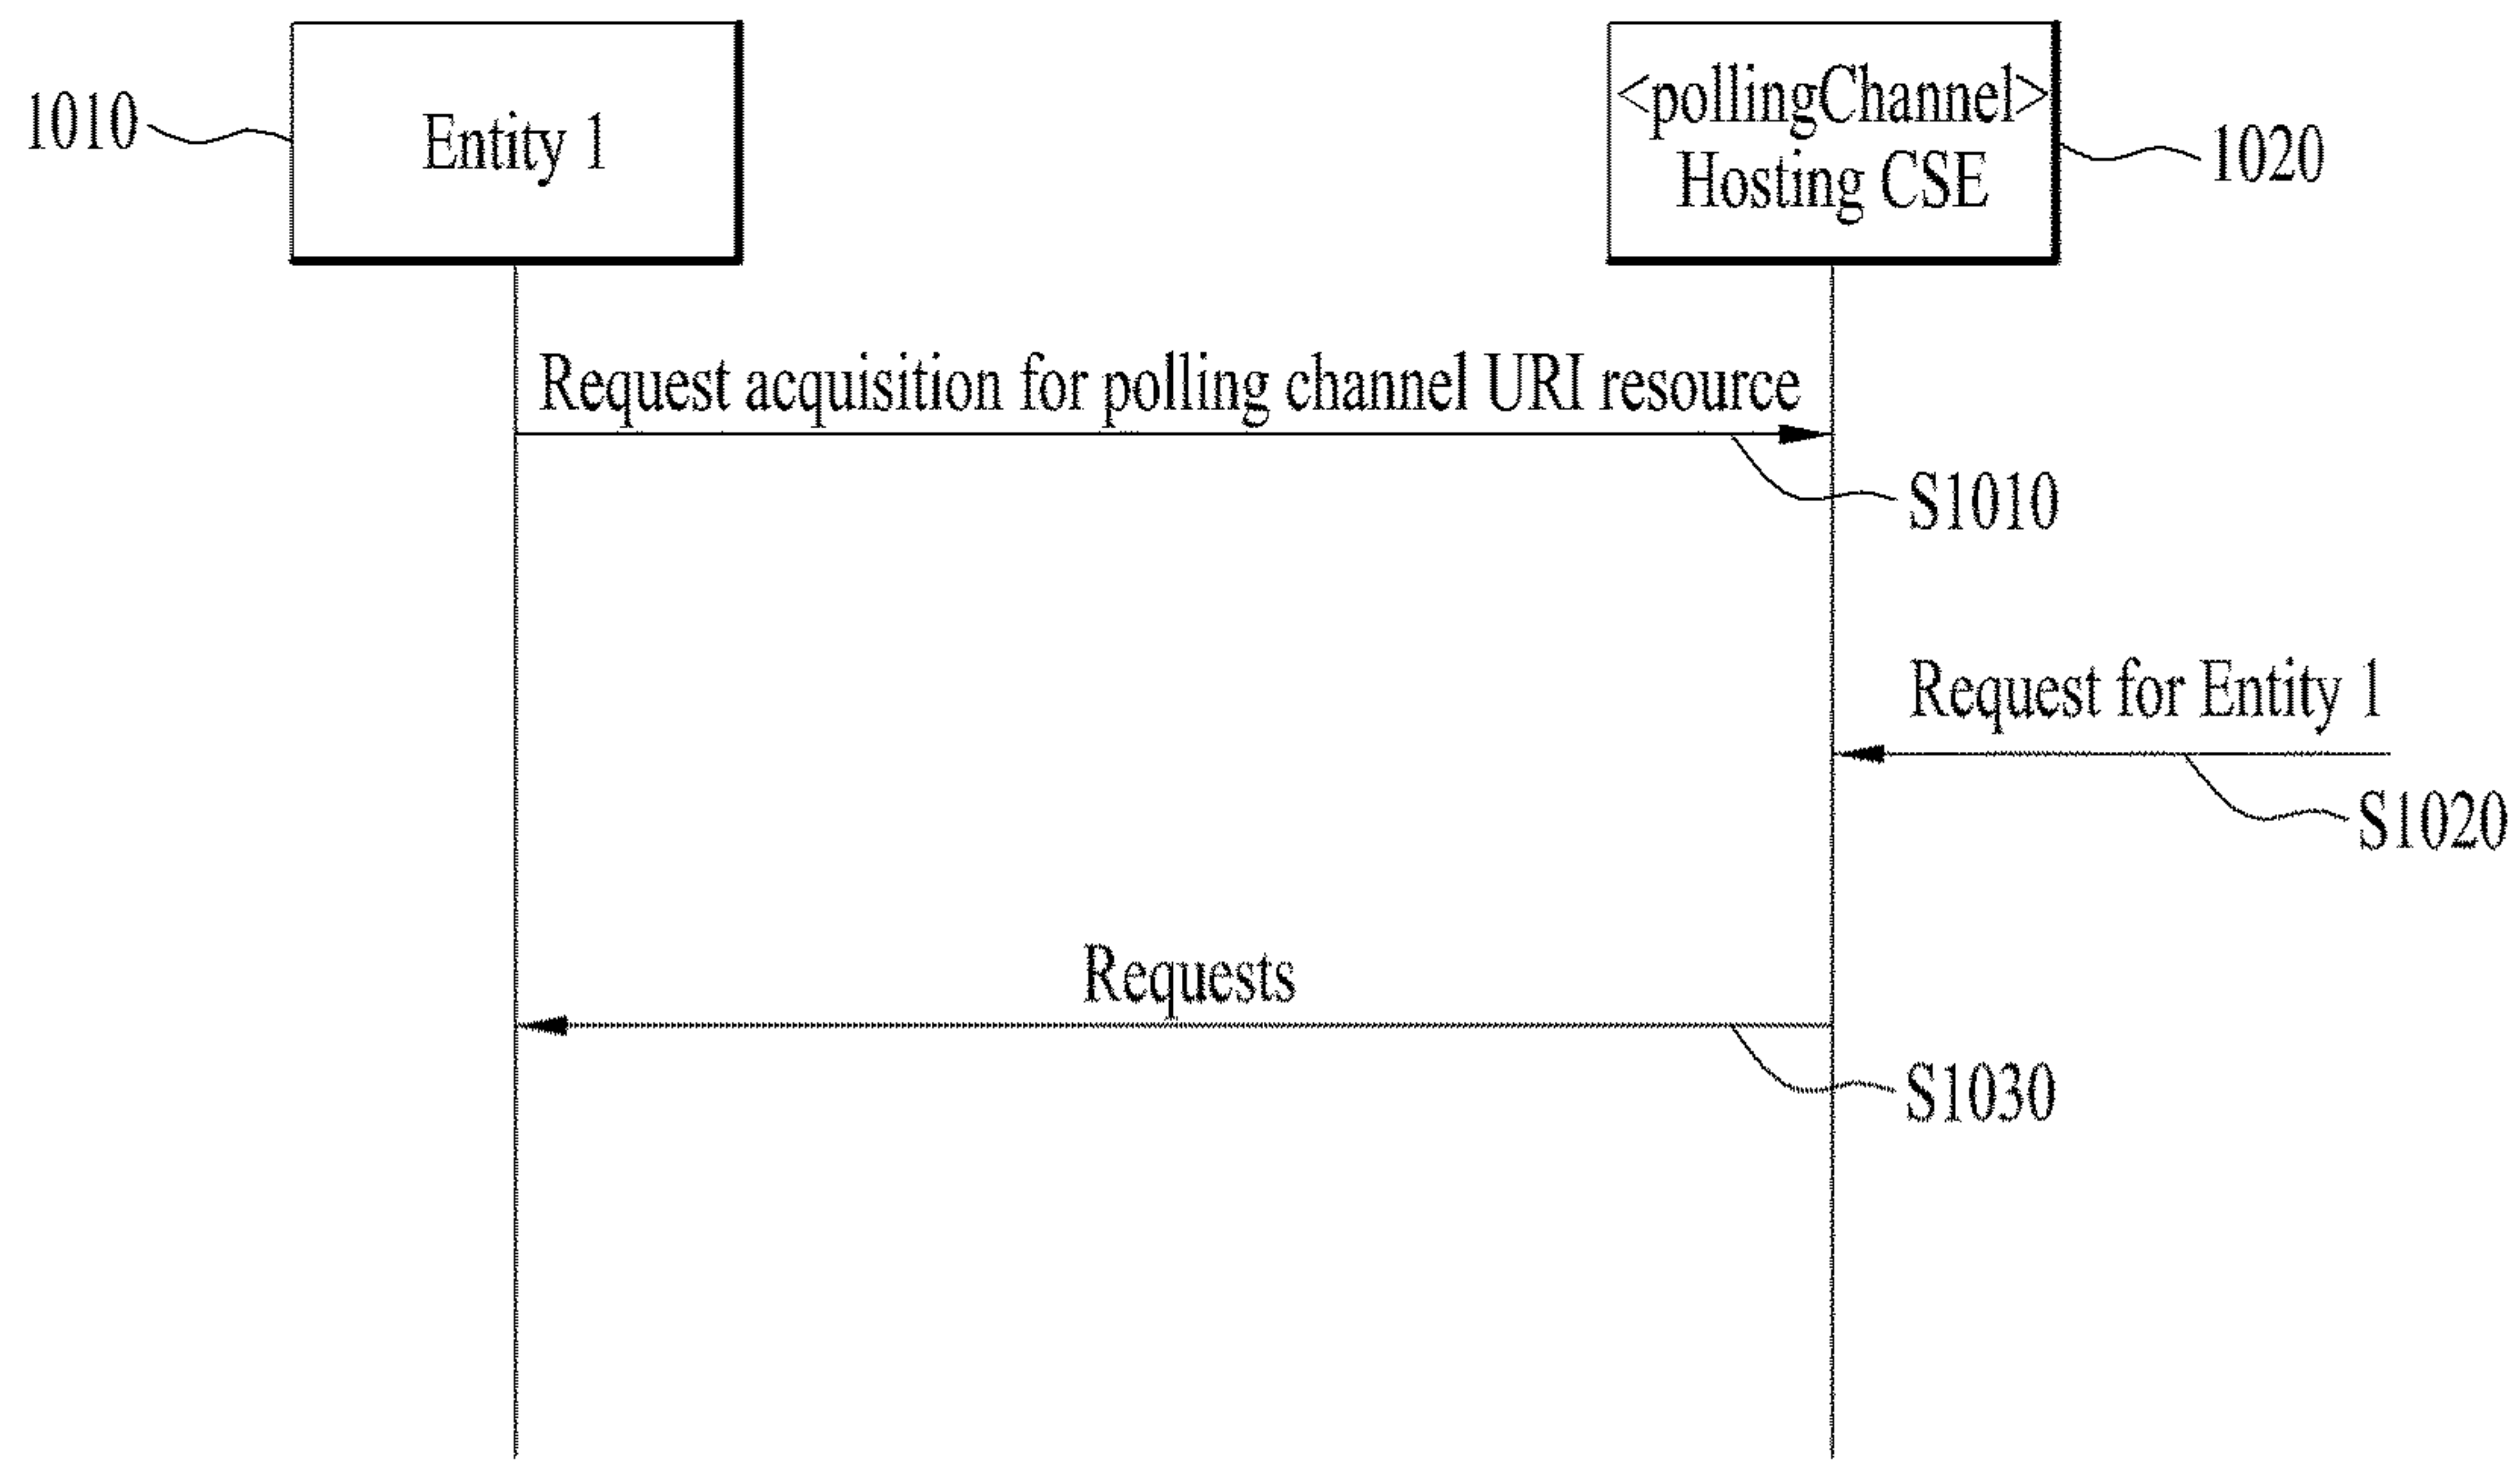 1010
Entity 1
<pollingChannel>
Hosting CSE
1020
Request acquisition for polling channel URI resource
S1010
Request for Entity 1
S1020
Requests
S1030